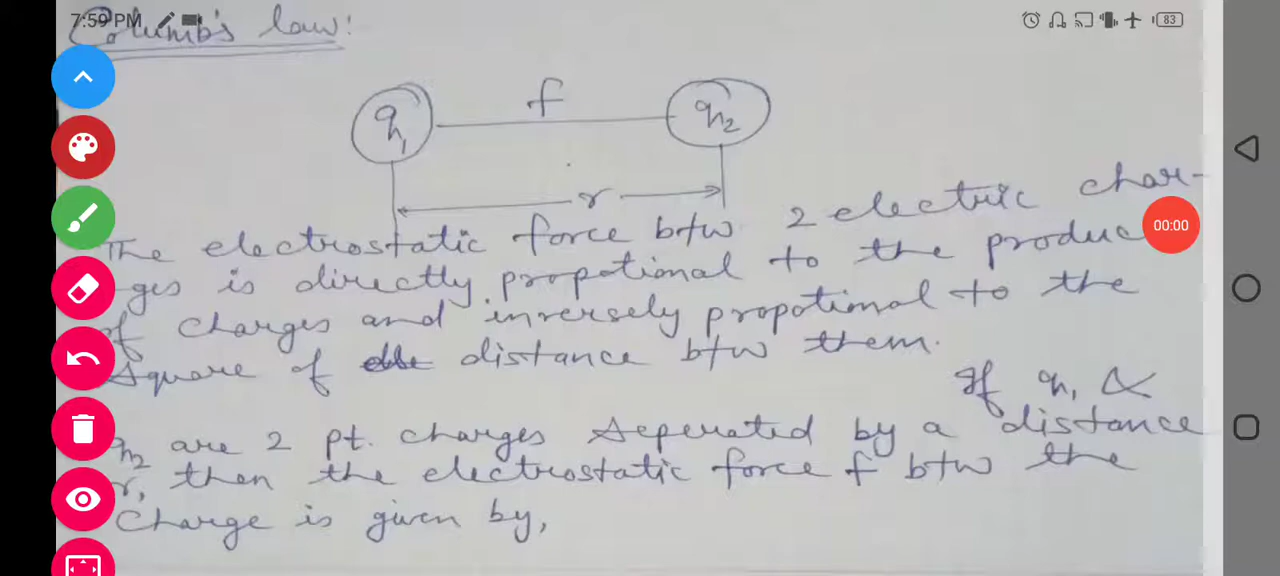 7:59 PM
83
Columb's law:
q1 f q2
r
00:00
The electrostatic force btw 2 electric char-
ges is directly propotional to the produc
of charges and inversely propotional to the
square of distance btw them.
If q1 &
q2 are 2 pt. charges seperated by a distance
r, then the electrostatic force f btw the
charge is given by,